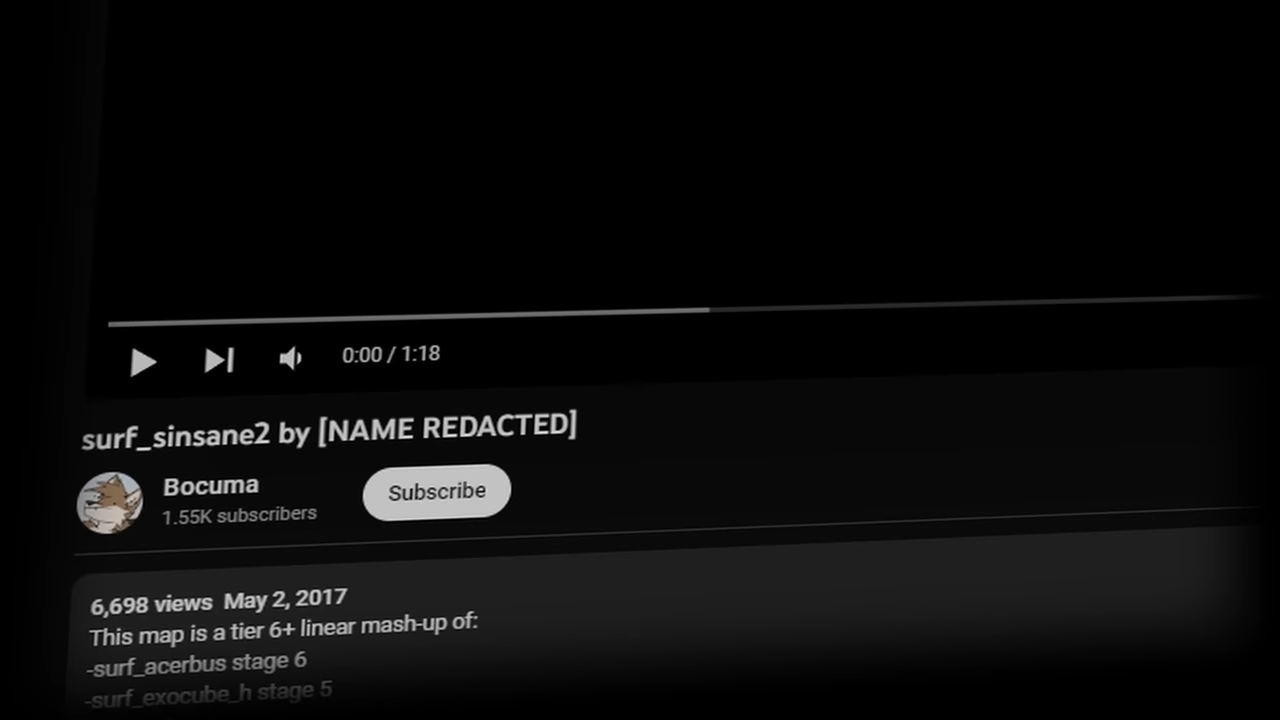 0:00 / 1:18
surf_sinsane2 by [NAME REDACTED]
Bocuma
1.55K subscribers
Subscribe
6,698 views May 2, 2017
This map is a tier 6+ linear mash-up of:
-surf_acerbus stage 6
-surf_exocube_h stage 5